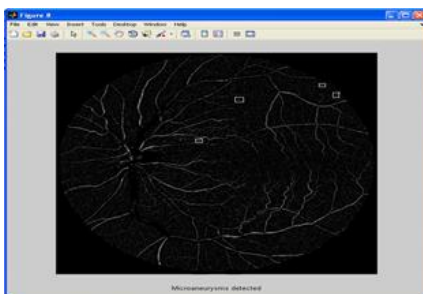 Figure 8
File Edit View Insert Tools Desktop Window Help
Microaneurysms detected